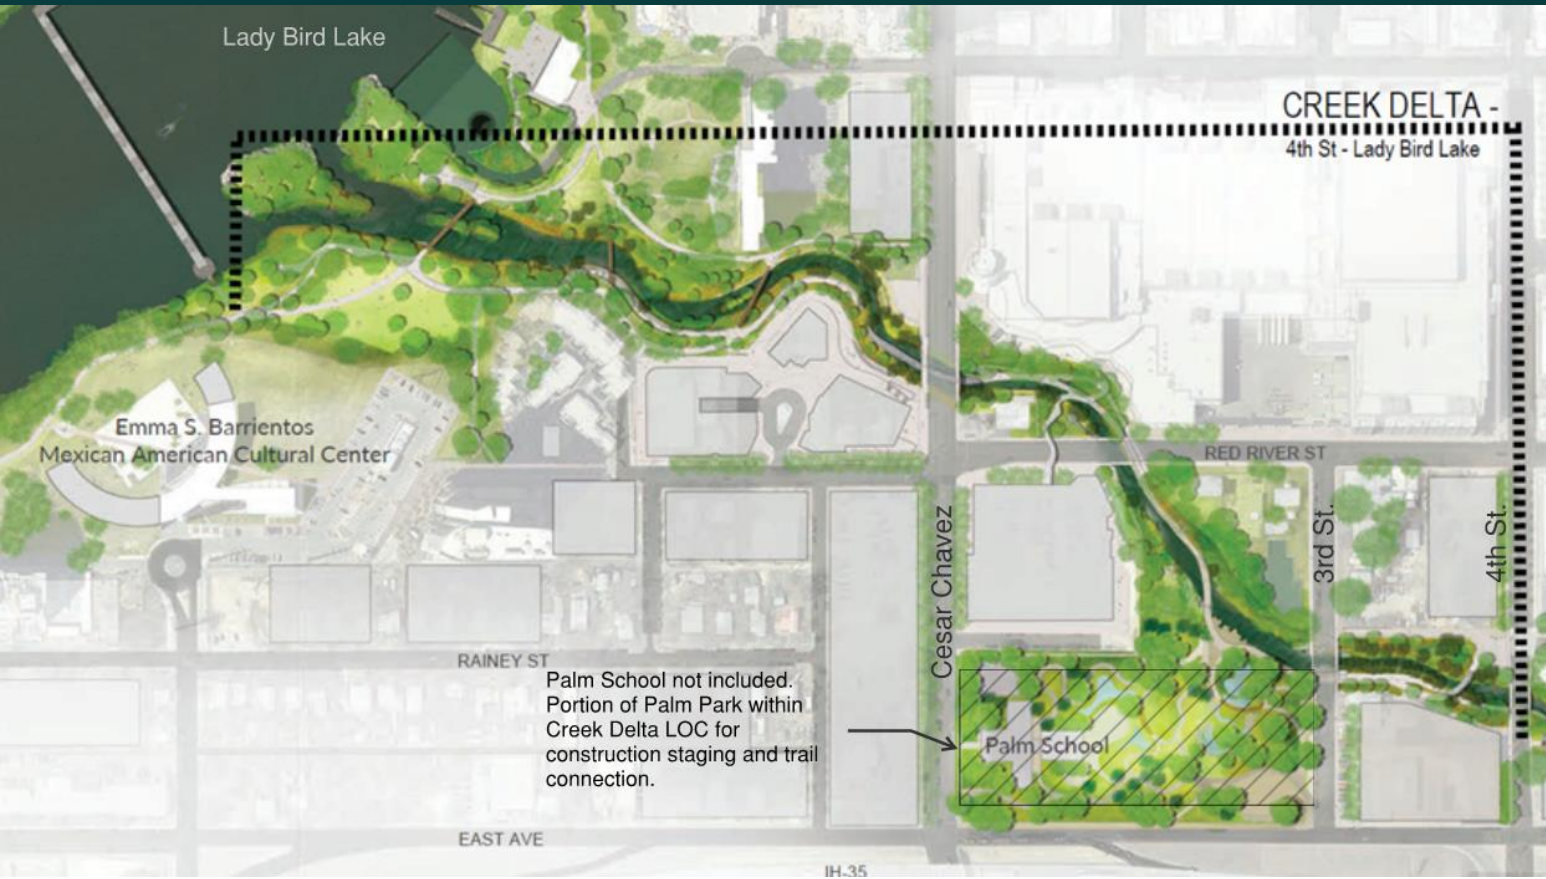 Lady Bird Lake
CREEK DELTA -
4th St - Lady Bird Lake
Emma S. Barrientos
Mexican American Cultural Center
RED RIVER ST
Cesar Chavez
3rd St.
4th St.
RAINEY ST
Palm School not included.
Portion of Palm Park within
Creek Delta LOC for
construction staging and trail
connection.
Palm School
EAST AVE
IH-35